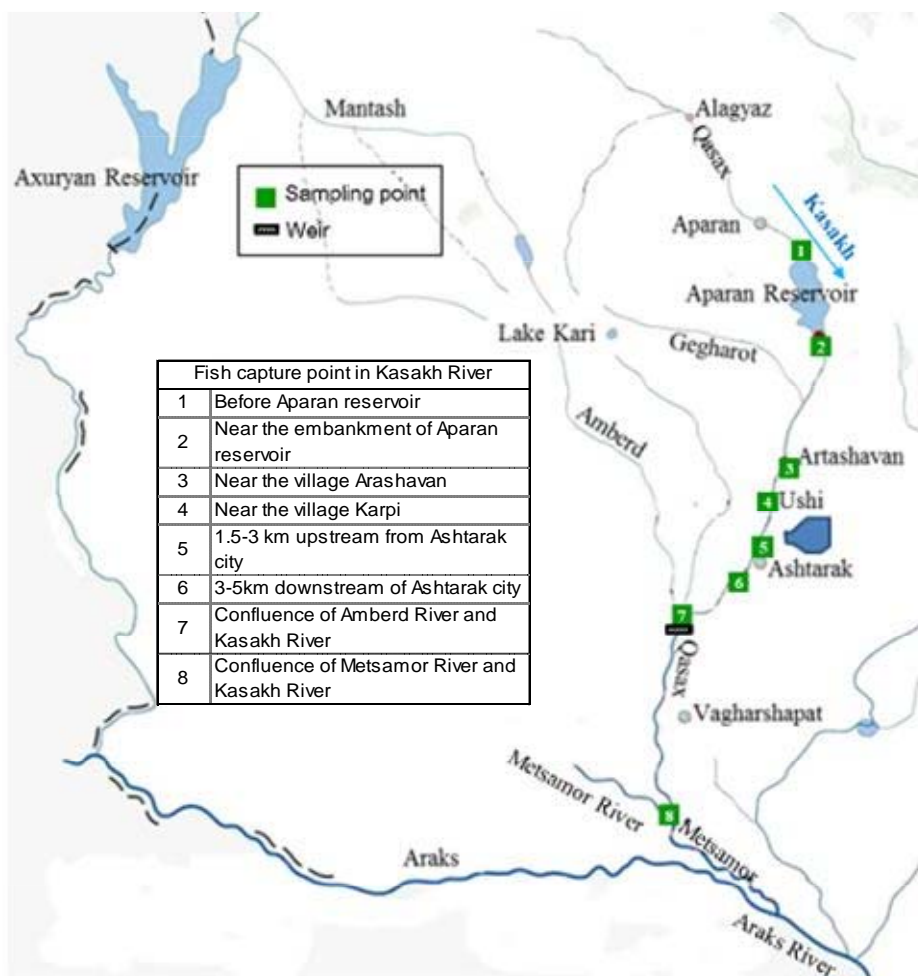 Mantash
Alagyaz
Axuryan Reservoir
Sampling point
Weir
Qasax
Kasakh
Aparan
1
Aparan Reservoir
2
Lake Kari
Gegharot
Fish capture point in Kasakh River
1 Before Aparan reservoir
2 Near the embankment of Aparan
reservoir
3 Near the village Arashavan
4 Near the village Karpi
5 1.5-3 km upstream from Ashtarak
city
6 3-5km downstream of Ashtarak city
7 Confluence of Amberd River and
Kasakh River
8 Confluence of Metsamor River and
Kasakh River
Amberd
3 Artashavan
4 Ushi
5
Ashtarak
6
7
Qasax
Vagharshapat
Metsamor River
8
Metsamor
Araks
Araks River